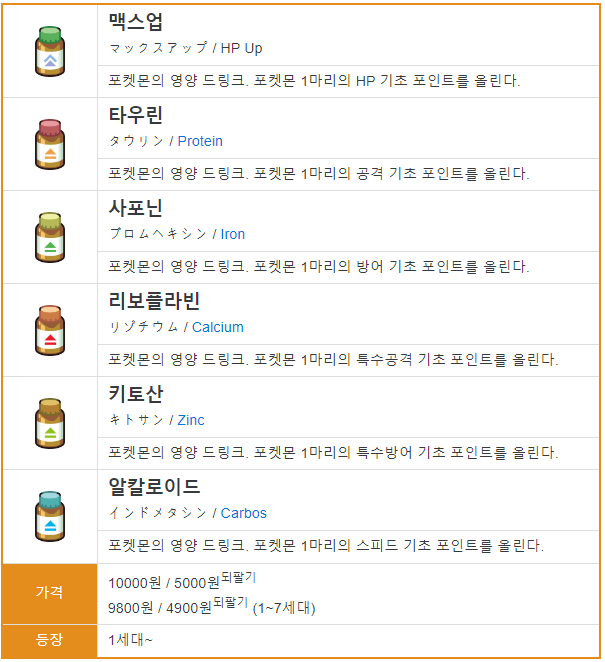 맥스업
マックスアップ / HP Up
포켓몬의 영양 드링크. 포켓몬 1마리의 HP 기초 포인트를 올린다.
타우린
タウリン / Protein
포켓몬의 영양 드링크. 포켓몬 1마리의 공격 기초 포인트를 올린다.
사포닌
ブロムヘキシン / Iron
포켓몬의 영양 드링크. 포켓몬 1마리의 방어 기초 포인트를 올린다.
리보플라빈
リゾチウム / Calcium
포켓몬의 영양 드링크. 포켓몬 1마리의 특수공격 기초 포인트를 올린다.
키토산
キトサン / Zinc
포켓몬의 영양 드링크. 포켓몬 1마리의 특수방어 기초 포인트를 올린다.
알칼로이드
インドメタシン / Carbos
포켓몬의 영양 드링크. 포켓몬 1마리의 스피드 기초 포인트를 올린다.
가격
10000원 / 5000원되팔기
9800원 / 4900원되팔기 (1~7세대)
등장
1세대~